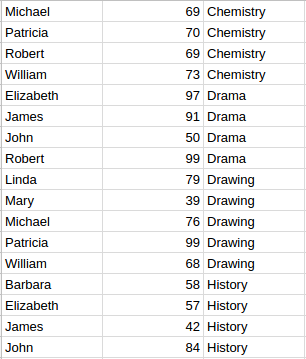 Michael 69 Chemistry
Patricia 70 Chemistry
Robert 69 Chemistry
William 73 Chemistry
Elizabeth 97 Drama
James 91 Drama
John 50 Drama
Robert 99 Drama
Linda 79 Drawing
Mary 39 Drawing
Michael 76 Drawing
Patricia 99 Drawing
William 68 Drawing
Barbara 58 History
Elizabeth 57 History
James 42 History
John 84 History